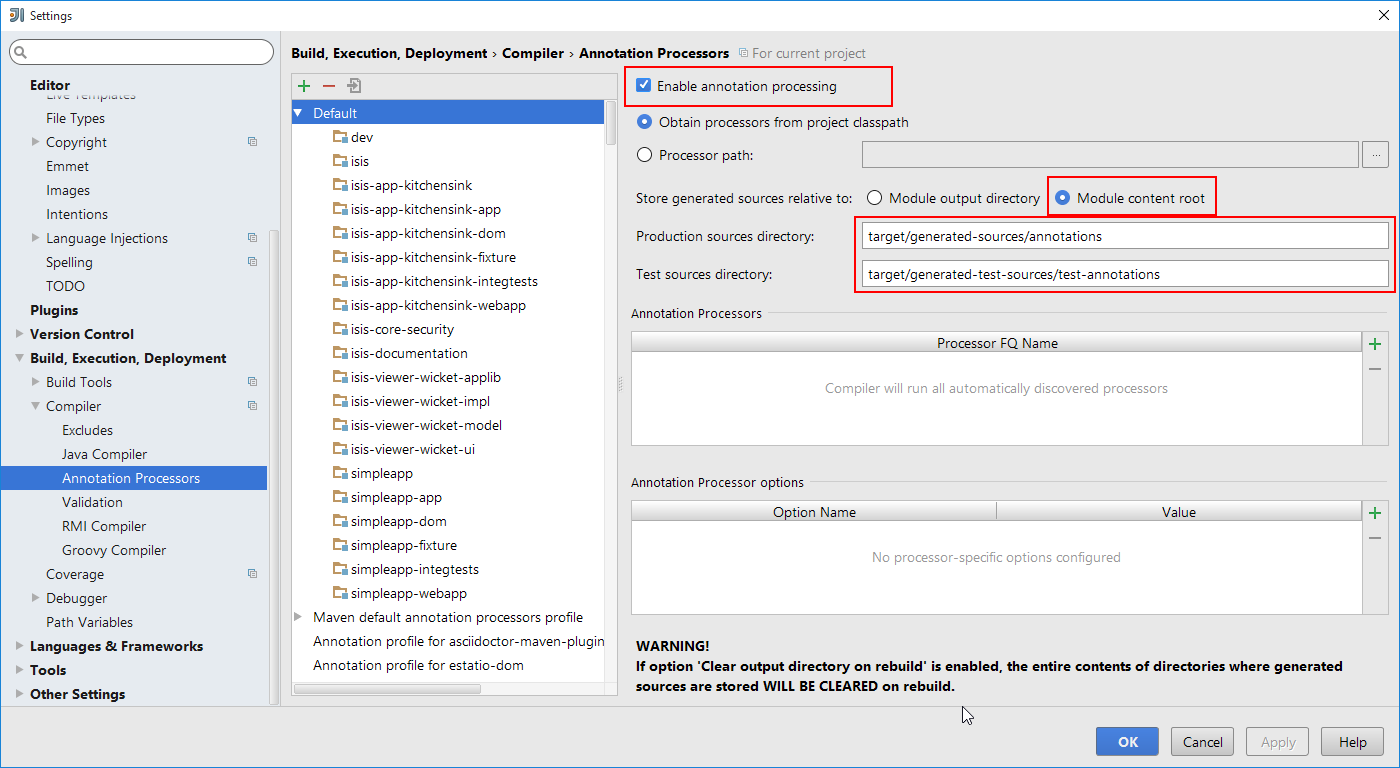 Settings
Editor
Live Templates
File Types
Copyright
Emmet
Images
Intentions
Language Injections
Spelling
TODO
Plugins
Version Control
Build, Execution, Deployment
Build Tools
Compiler
Excludes
Java Compiler
Annotation Processors
Validation
RMI Compiler
Groovy Compiler
Coverage
Debugger
Path Variables
Languages & Frameworks
Tools
Other Settings
Build, Execution, Deployment › Compiler › Annotation Processors For current project
Default
dev
isis
isis-app-kitchensink
isis-app-kitchensink-app
isis-app-kitchensink-dom
isis-app-kitchensink-fixture
isis-app-kitchensink-integtests
isis-app-kitchensink-webapp
isis-core-security
isis-documentation
isis-viewer-wicket-applib
isis-viewer-wicket-impl
isis-viewer-wicket-model
isis-viewer-wicket-ui
simpleapp
simpleapp-app
simpleapp-dom
simpleapp-fixture
simpleapp-integtests
simpleapp-webapp
Maven default annotation processors profile
Annotation profile for asciidoctor-maven-plugin
Annotation profile for estatio-dom
Enable annotation processing
Obtain processors from project classpath
Processor path: ...
Store generated sources relative to: Module output directory Module content root
Production sources directory: target/generated-sources/annotations
Test sources directory: target/generated-test-sources/test-annotations
Annotation Processors
Processor FQ Name
Compiler will run all automatically discovered processors
Annotation Processor options
Option Name Value
No processor-specific options configured
WARNING!
If option 'Clear output directory on rebuild' is enabled, the entire contents of directories where generated
sources are stored WILL BE CLEARED on rebuild.
OK Cancel Apply Help